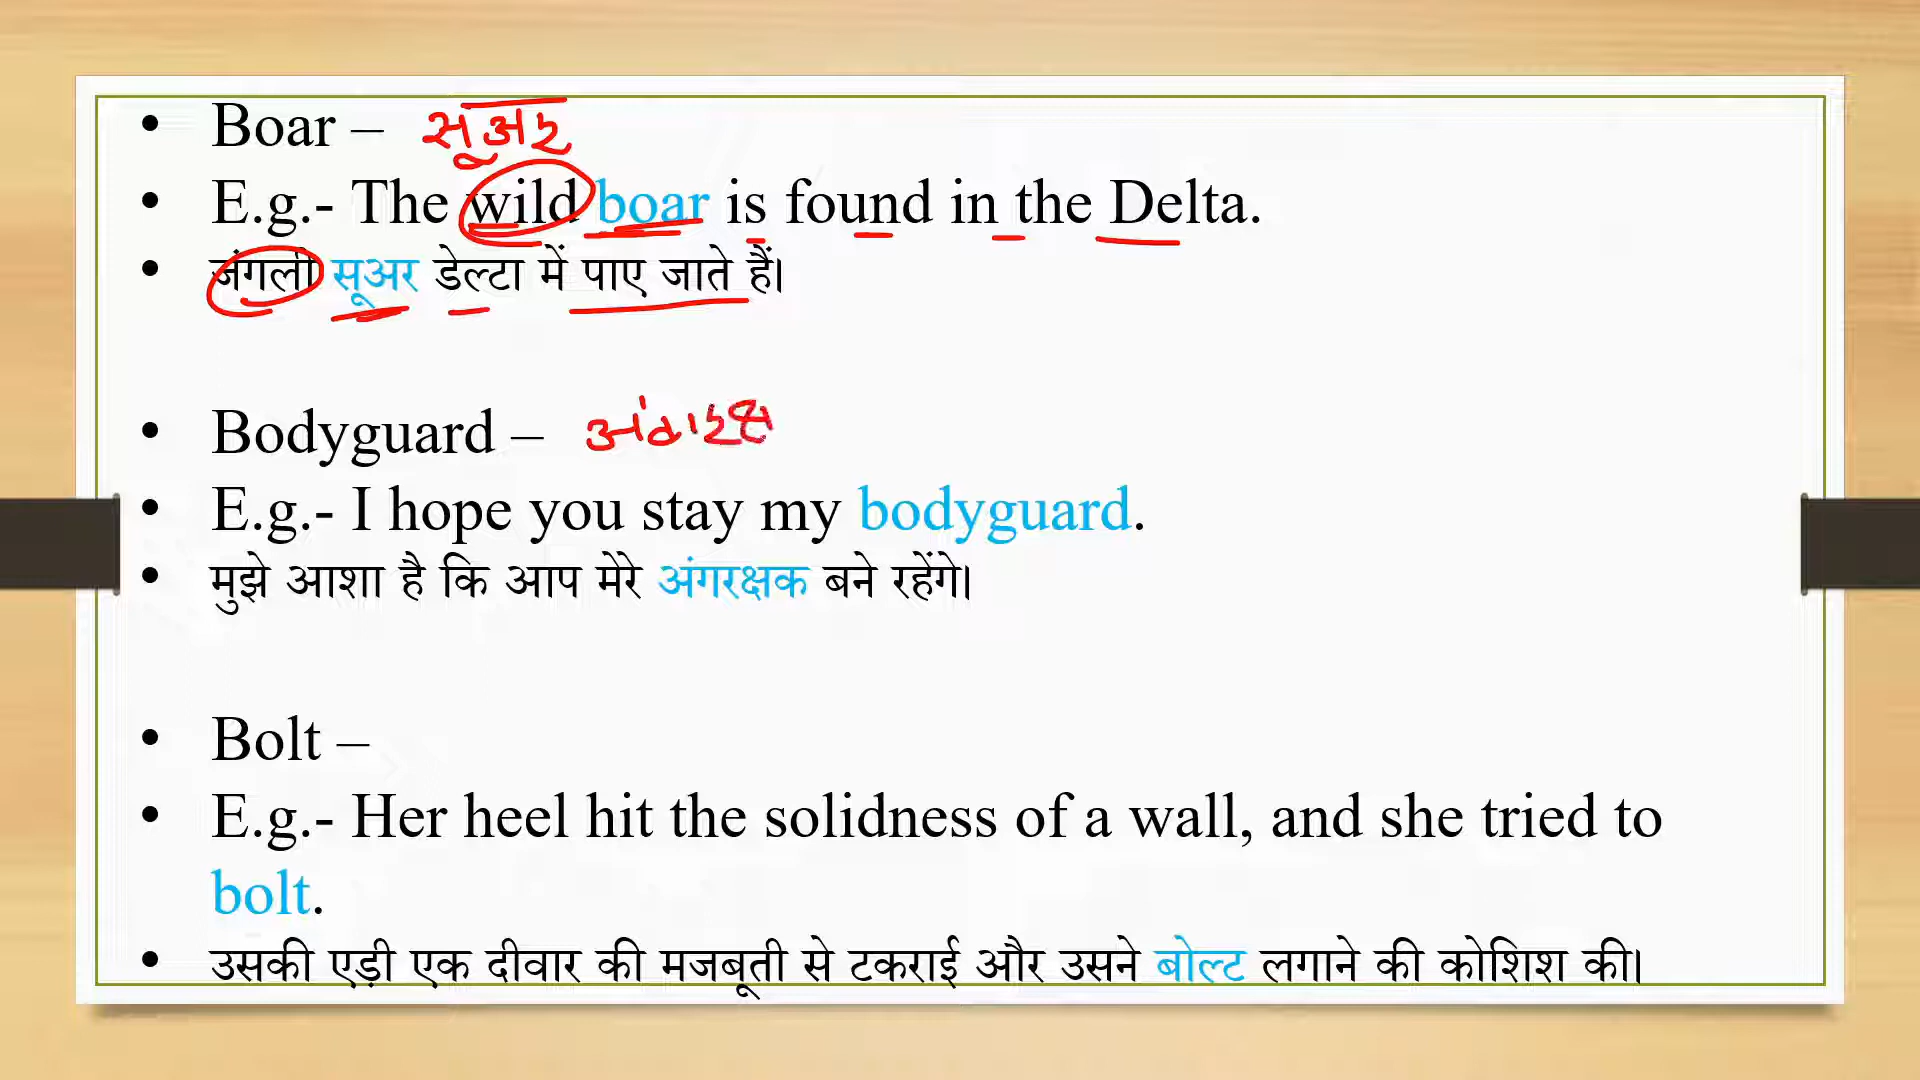 • Boar – सूअर
• E.g.- The wild boar is found in the Delta.
• जंगली सूअर डेल्टा में पाए जाते हैं।
• Bodyguard – अंगरक्ष
• E.g.- I hope you stay my bodyguard.
• मुझे आशा है कि आप मेरे अंगरक्षक बने रहेंगे।
• Bolt –
• E.g.- Her heel hit the solidness of a wall, and she tried to
bolt.
• उसकी एड़ी एक दीवार की मजबूती से टकराई और उसने बोल्ट लगाने की कोशिश की।